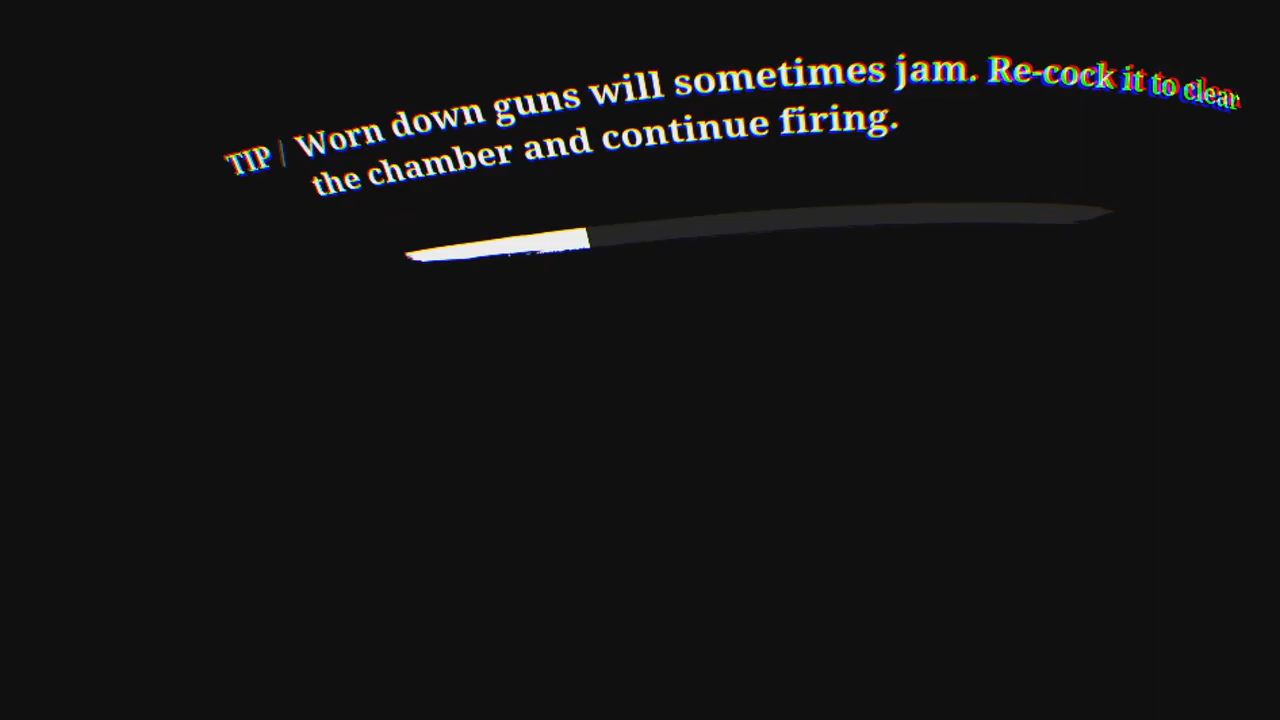 TIP | Worn down guns will sometimes jam. Re-cock it to clear
the chamber and continue firing.